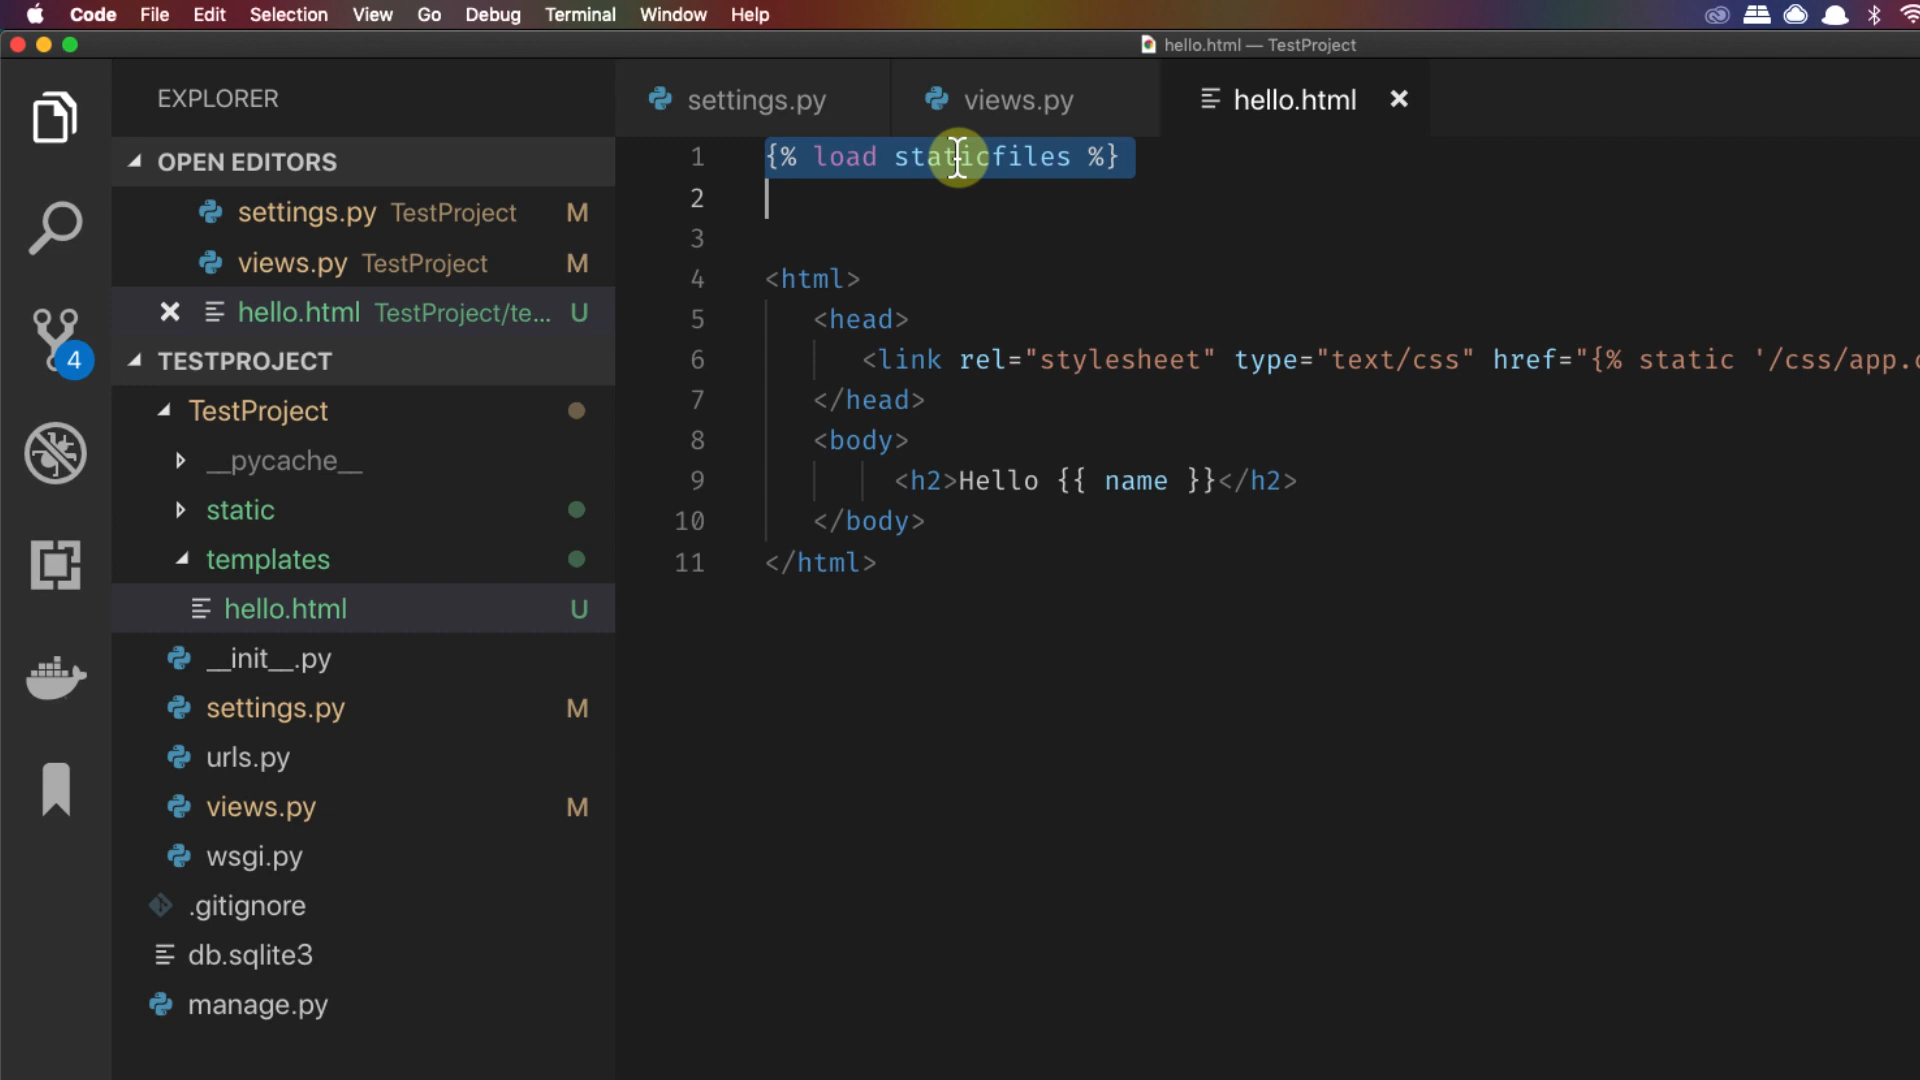 Code File Edit Selection View Go Debug Terminal Window Help
hello.html — TestProject
EXPLORER
settings.py
views.py
hello.html
OPEN EDITORS
settings.py TestProject M
views.py TestProject M
hello.html TestProject/te... U
4
TESTPROJECT
TestProject
__pycache__
static
templates
hello.html U
__init__.py
settings.py M
urls.py
views.py M
wsgi.py
.gitignore
db.sqlite3
manage.py
1 {% load staticfiles %}
2
3
4 <html>
5 <head>
6 <link rel="stylesheet" type="text/css" href="{% static '/css/app.
7 </head>
8 <body>
9 <h2>Hello {{ name }}</h2>
10 </body>
11 </html>